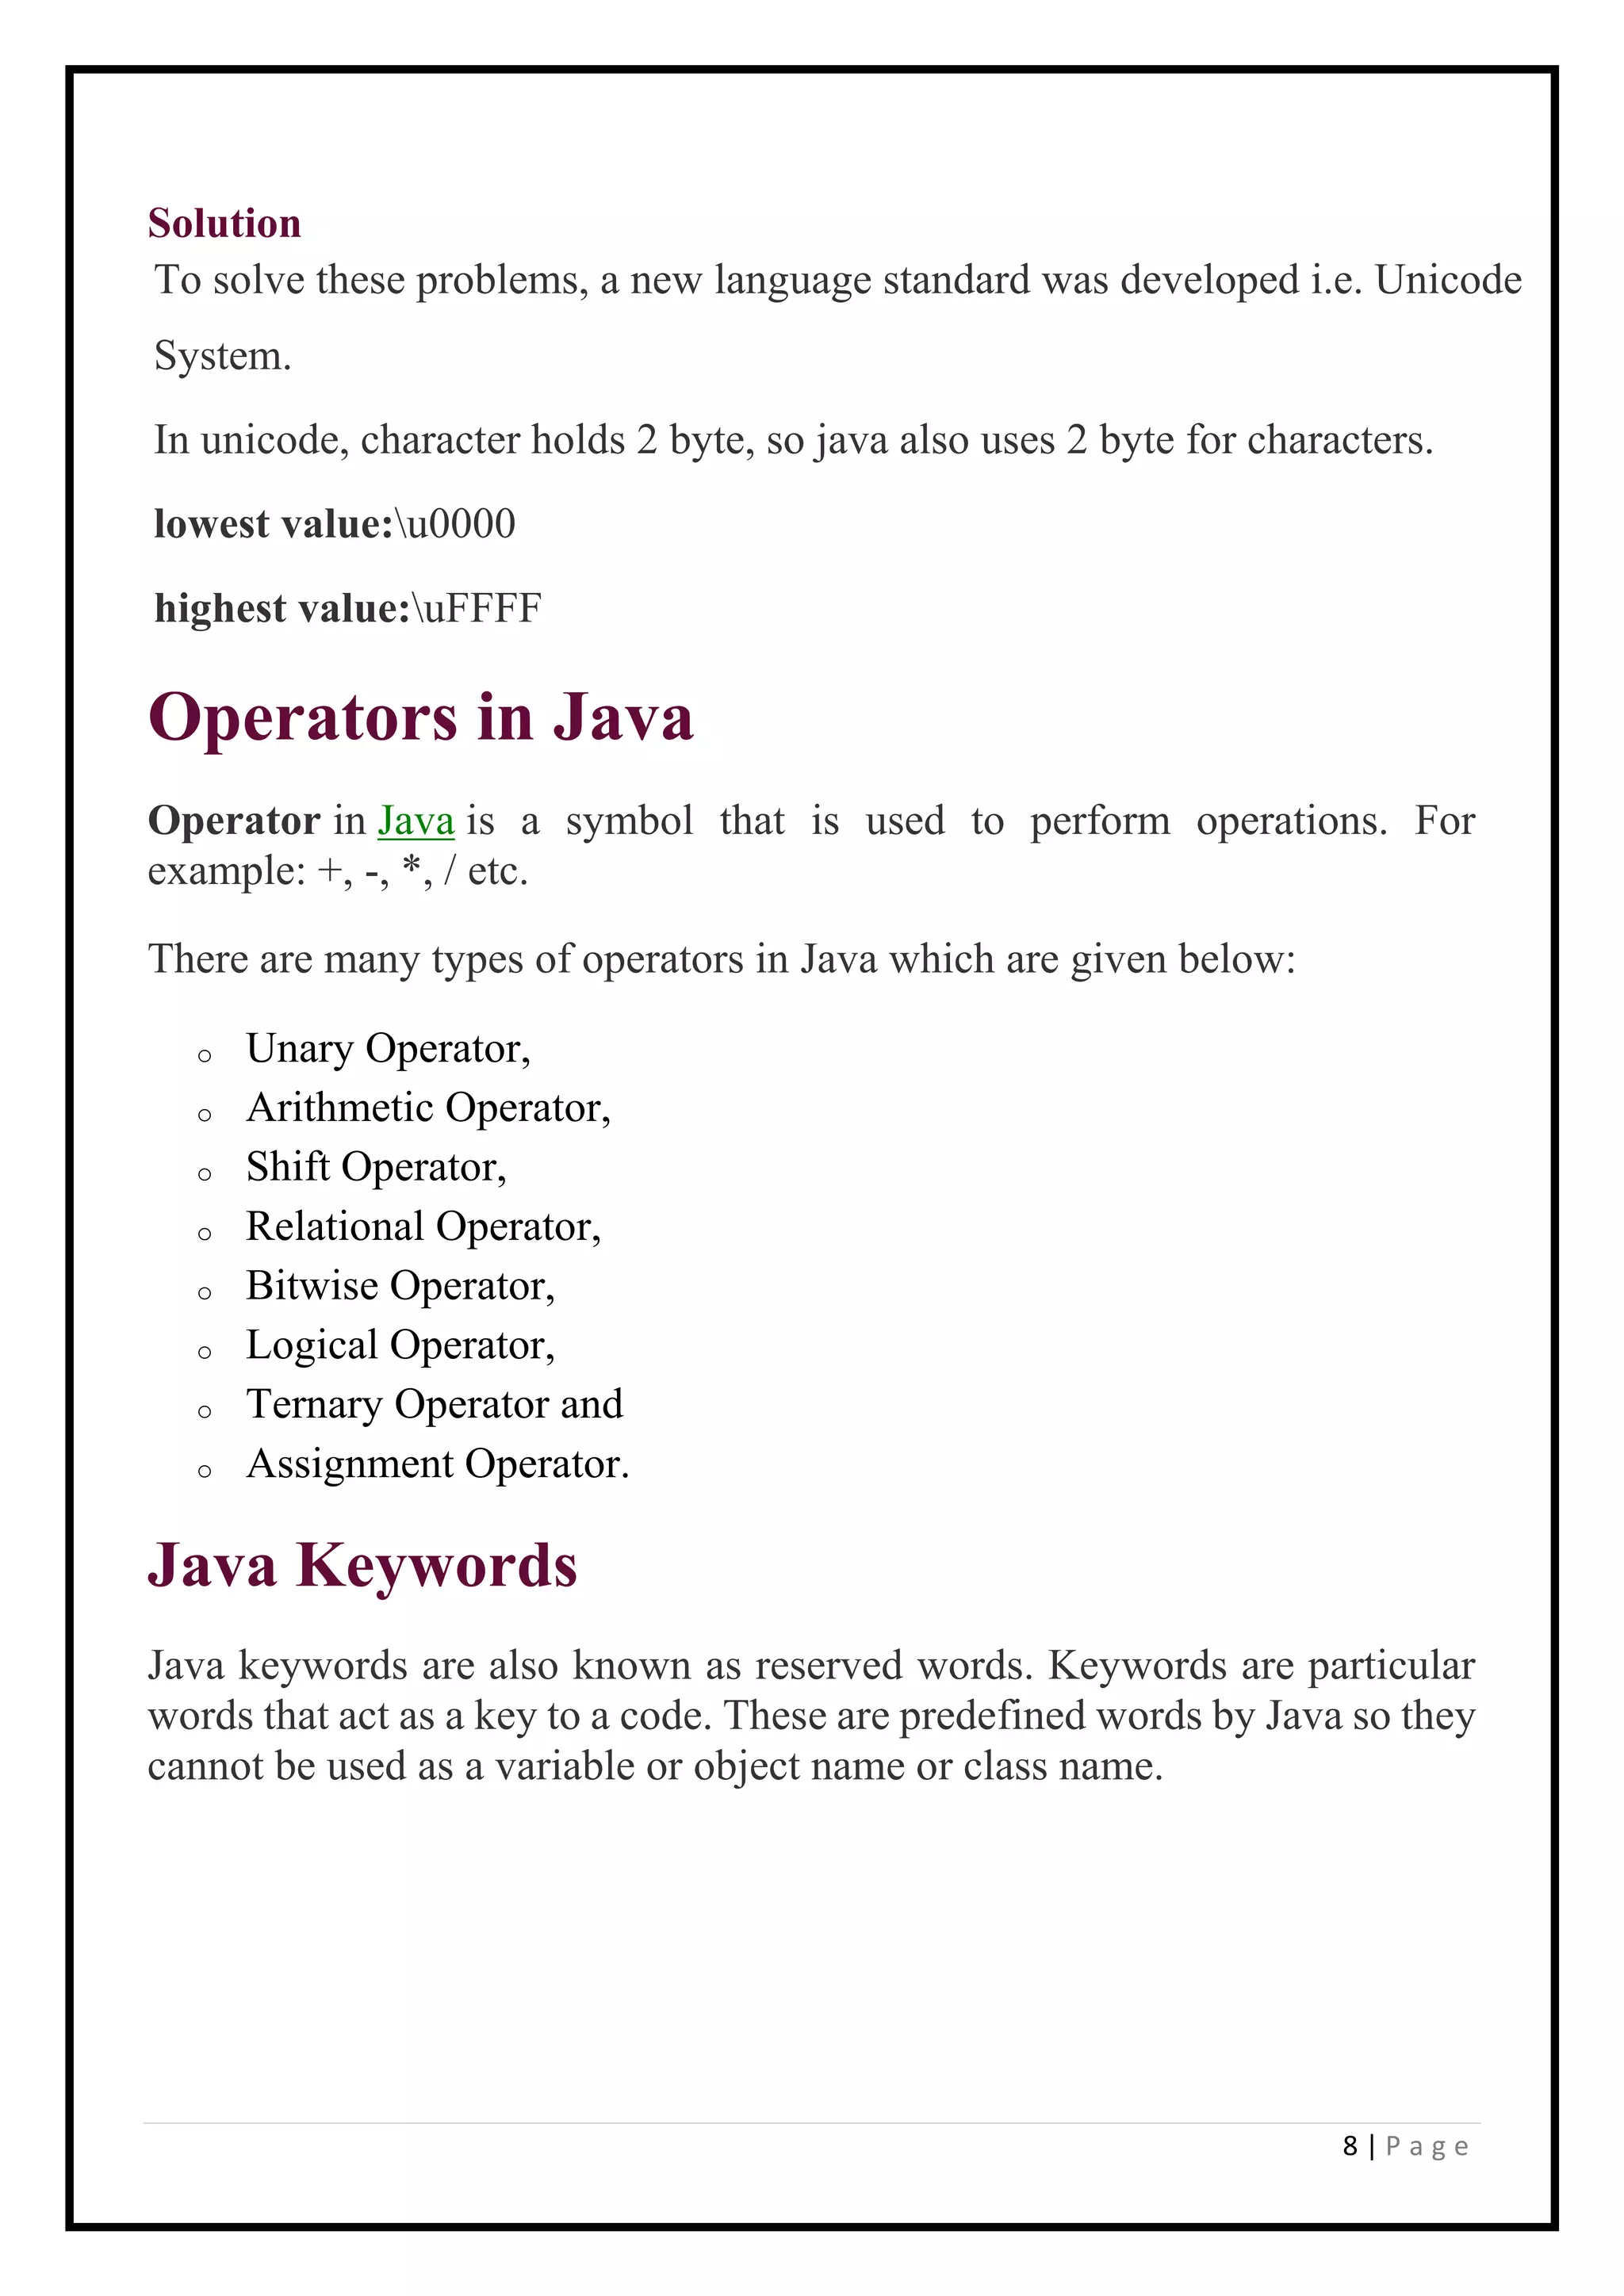 Solution
To solve these problems, a new language standard was developed i.e. Unicode
System.
In unicode, character holds 2 byte, so java also uses 2 byte for characters.
lowest value:\u0000
highest value:\uFFFF
Operators in Java
Operator in Java is a symbol that is used to perform operations. For
example: +, -, *, / etc.
There are many types of operators in Java which are given below:
o Unary Operator,
o Arithmetic Operator,
o Shift Operator,
o Relational Operator,
o Bitwise Operator,
o Logical Operator,
o Ternary Operator and
o Assignment Operator.
Java Keywords
Java keywords are also known as reserved words. Keywords are particular
words that act as a key to a code. These are predefined words by Java so they
cannot be used as a variable or object name or class name.
8 | P a g e